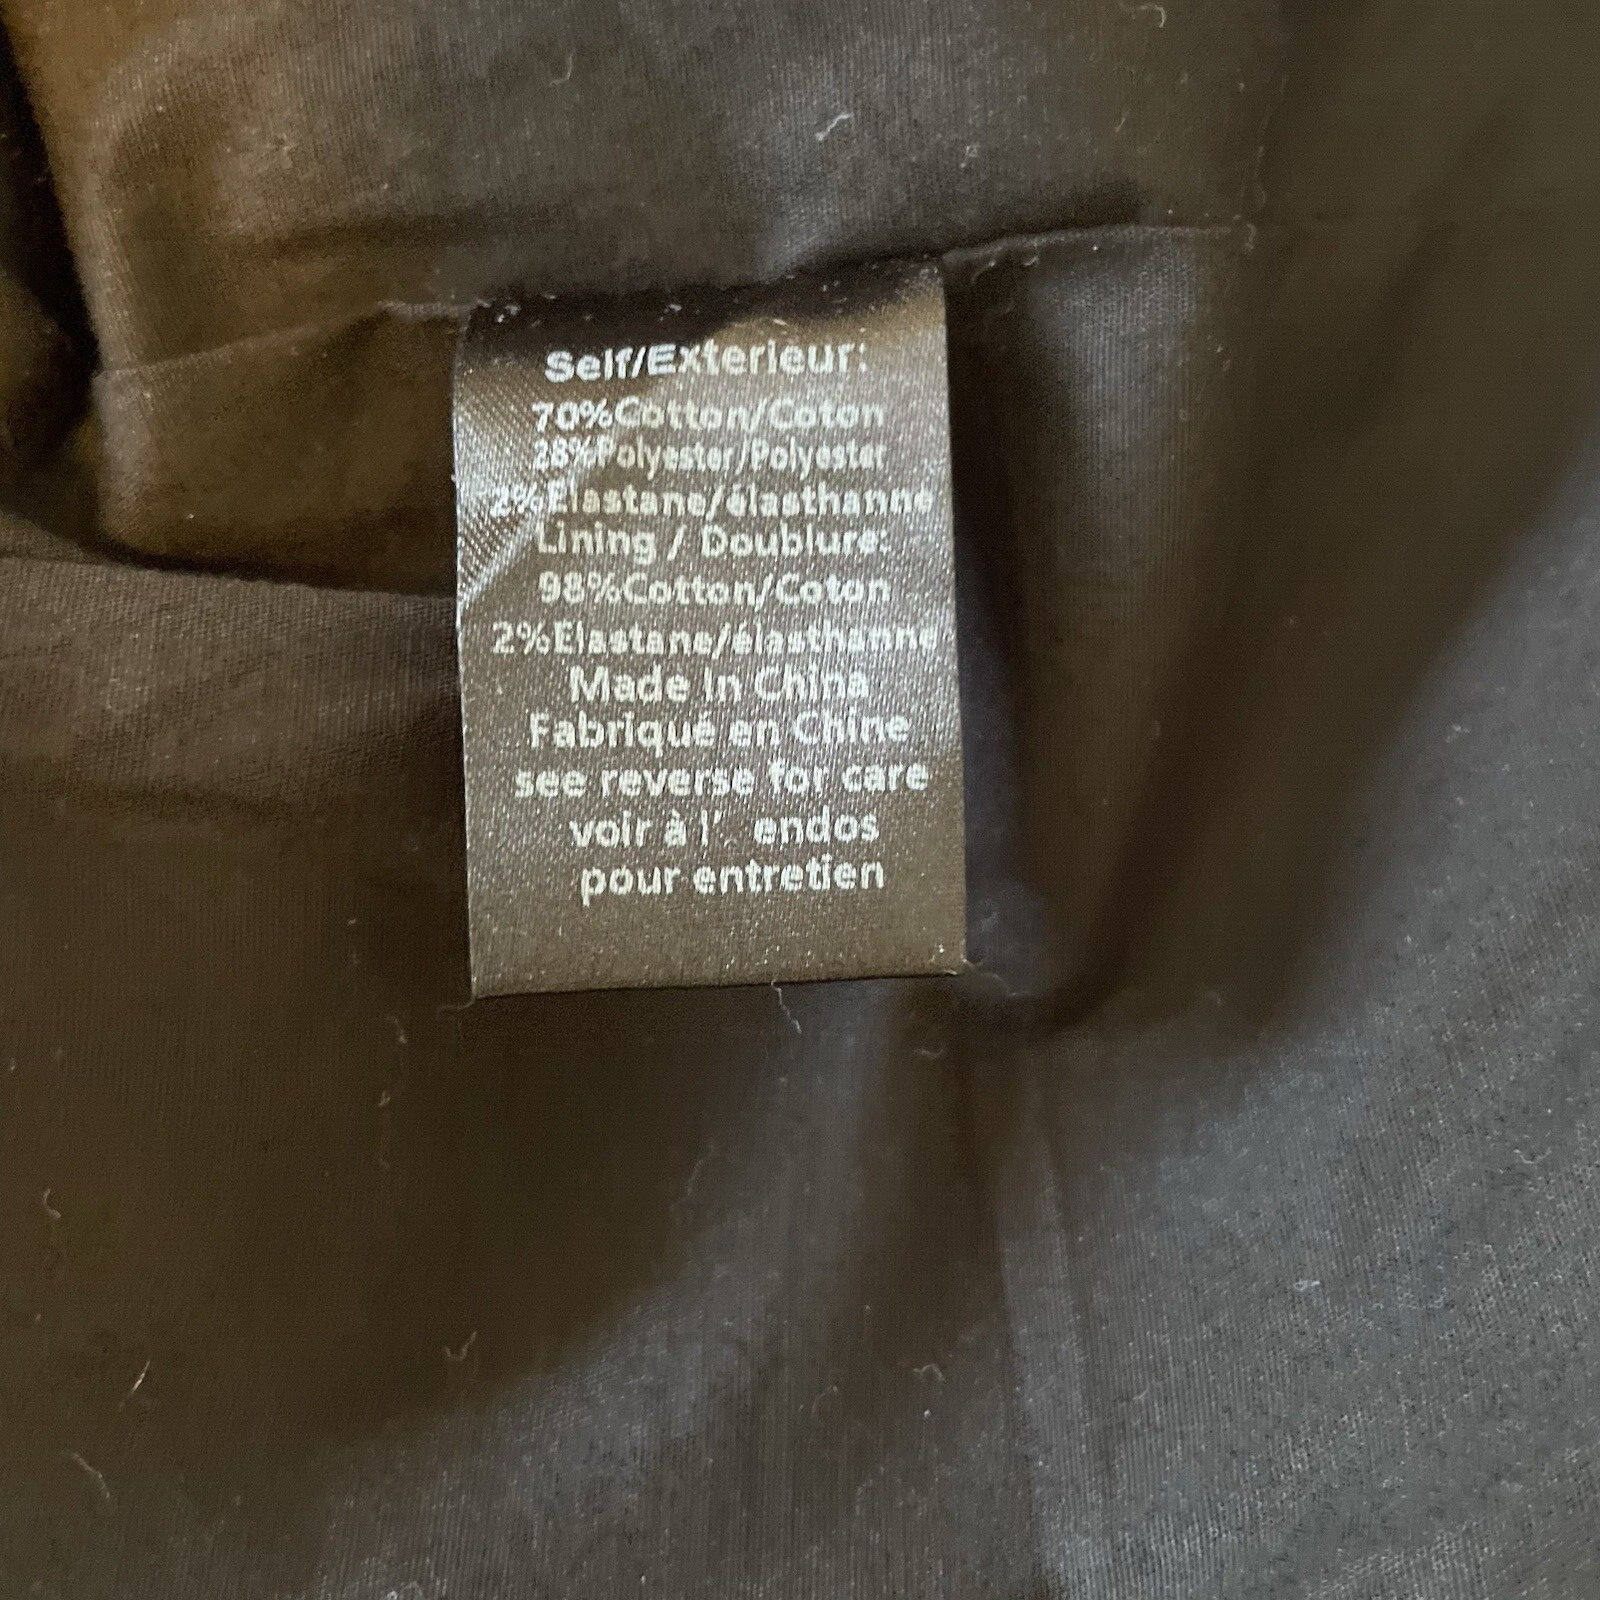 Self/Exterieur:
70%Cotton/Coton
28%Polyester/Polyester
2%Elastane/élasthanne
Lining / Doublure:
98%Cotton/Coton
2%Elastane/élasthanne
Made In China
Fabriqué en Chine
see reverse for care
voir à l' endos
pour entretien